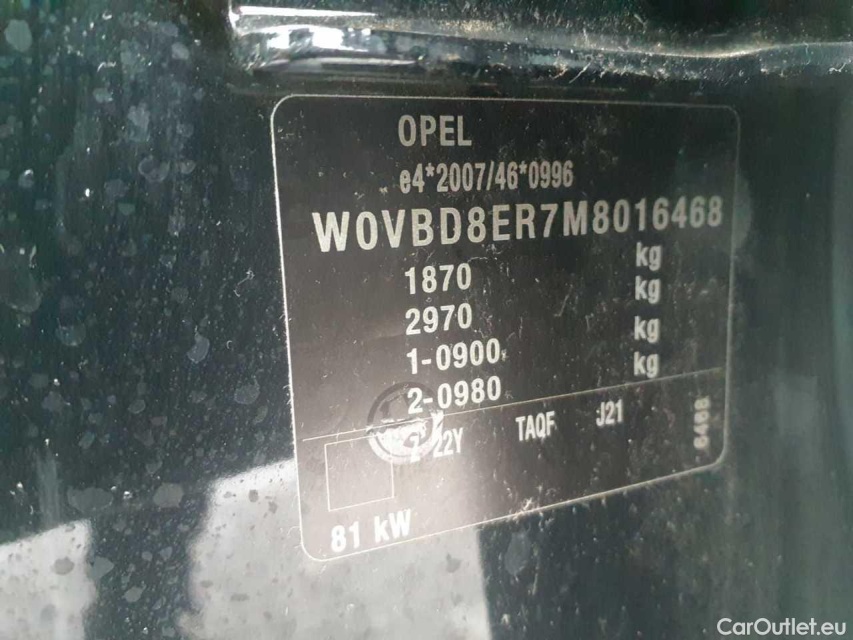 OPEL
e4*2007/46*0996
W0VBD8ER7M8016468
1870 kg
2970 kg
1-0900 kg
2-0980 kg
22Y TAQF J21
81 kW
CarOutlet.eu